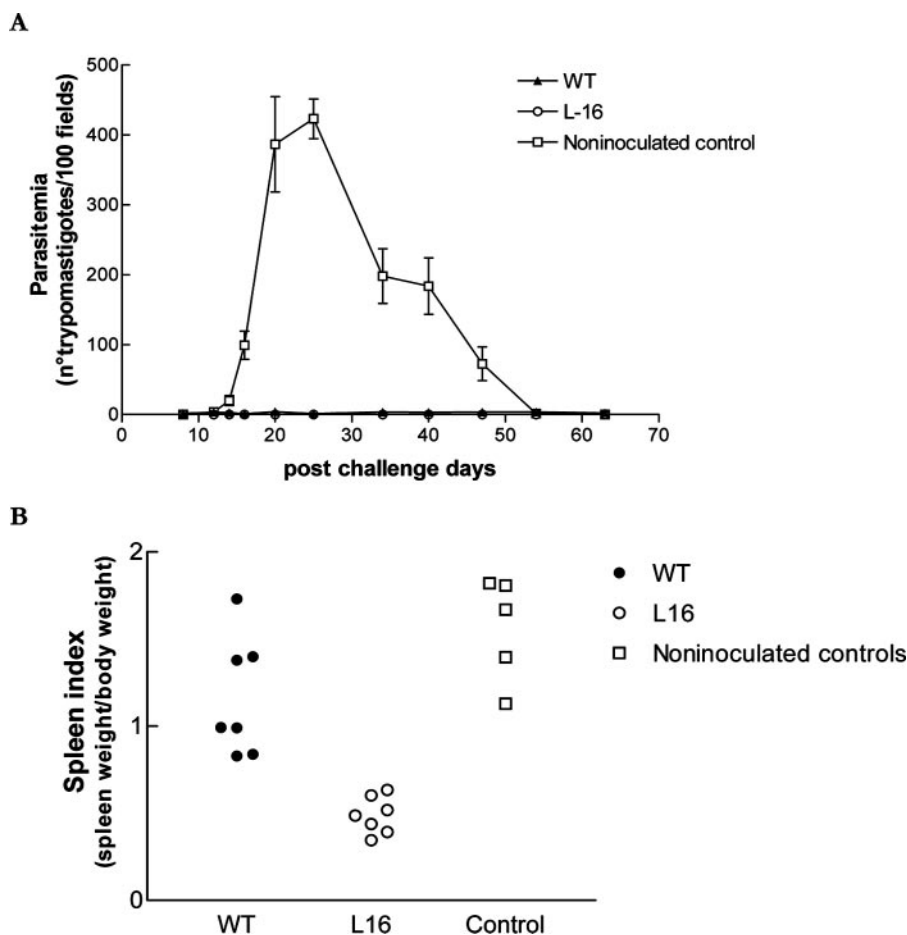 A
Parasitemia
(n°trypomastigotes/100 fields)
500
400
300
200
100
0
0 10 20 30 40 50 60 70
post challenge days
WT
L-16
Noninoculated control
B
Spleen index
(spleen weight/body weight)
2
1
0
WT L16 Control
WT
L16
Noninoculated controls